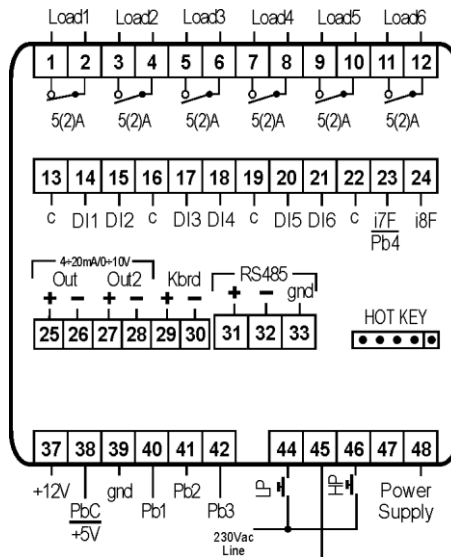 Load1 Load2 Load3 Load4 Load5 Load6
1 2 3 4 5 6 7 8 9 10 11 12
5(2)A 5(2)A 5(2)A 5(2)A 5(2)A 5(2)A
13 14 15 16 17 18 19 20 21 22 23 24
C DI1 DI2 C DI3 DI4 C DI5 DI6 C i7F i8F
Pb4
4÷20mA/0÷10V
Out Out2 Kbrd RS485
+ − + − + − + − gnd
25 26 27 28 29 30 31 32 33
HOT KEY
37 38 39 40 41 42 44 45 46 47 48
+12V PbC gnd Pb1 Pb2 Pb3 LP HP Power
+5V Supply
230Vac
Line